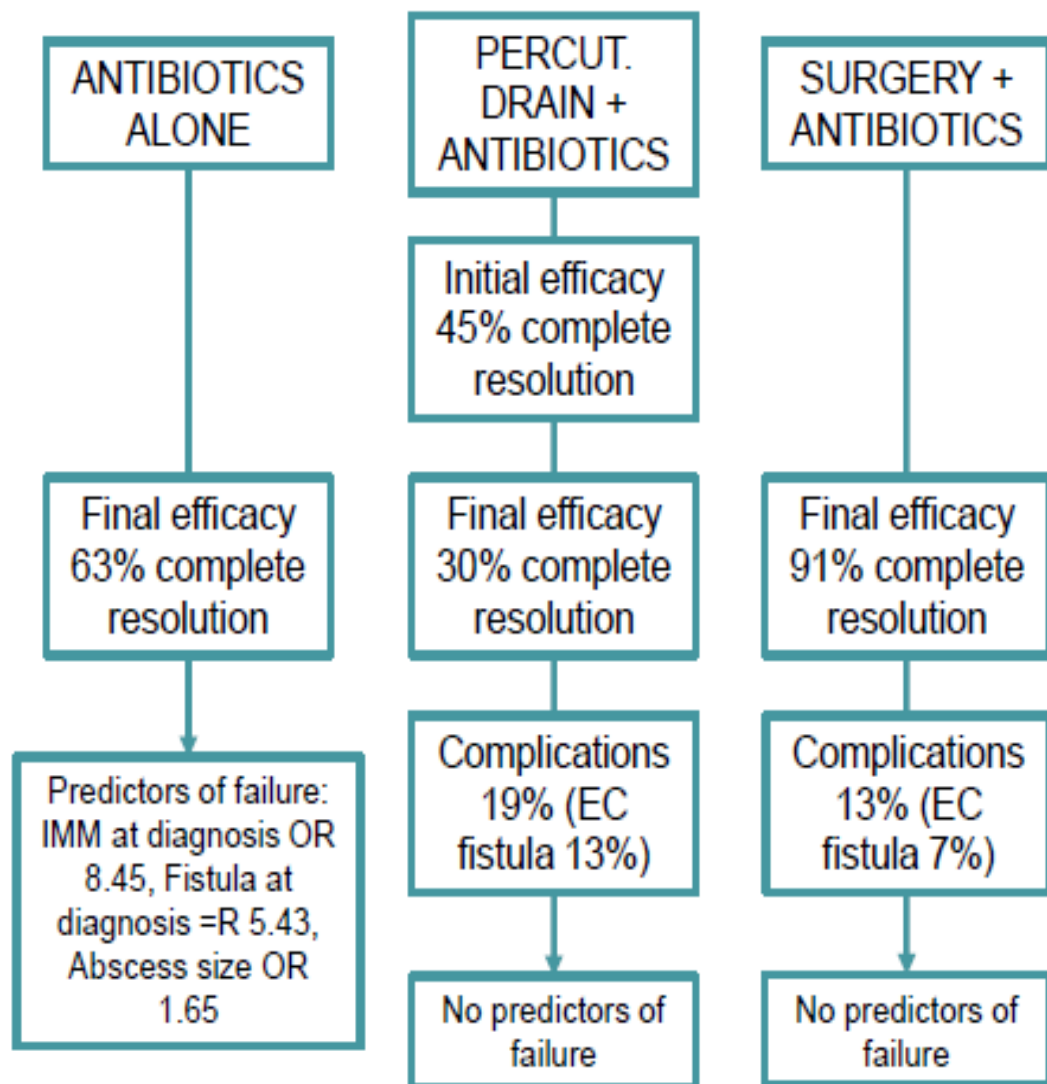 ANTIBIOTICS
ALONE
Final efficacy
63% complete
resolution
Predictors of failure:
IMM at diagnosis OR
8.45, Fistula at
diagnosis =R 5.43,
Abscess size OR
1.65
PERCUT.
DRAIN +
ANTIBIOTICS
Initial efficacy
45% complete
resolution
Final efficacy
30% complete
resolution
Complications
19% (EC
fistula 13%)
No predictors of
failure
SURGERY +
ANTIBIOTICS
Final efficacy
91% complete
resolution
Complications
13% (EC
fistula 7%)
No predictors of
failure